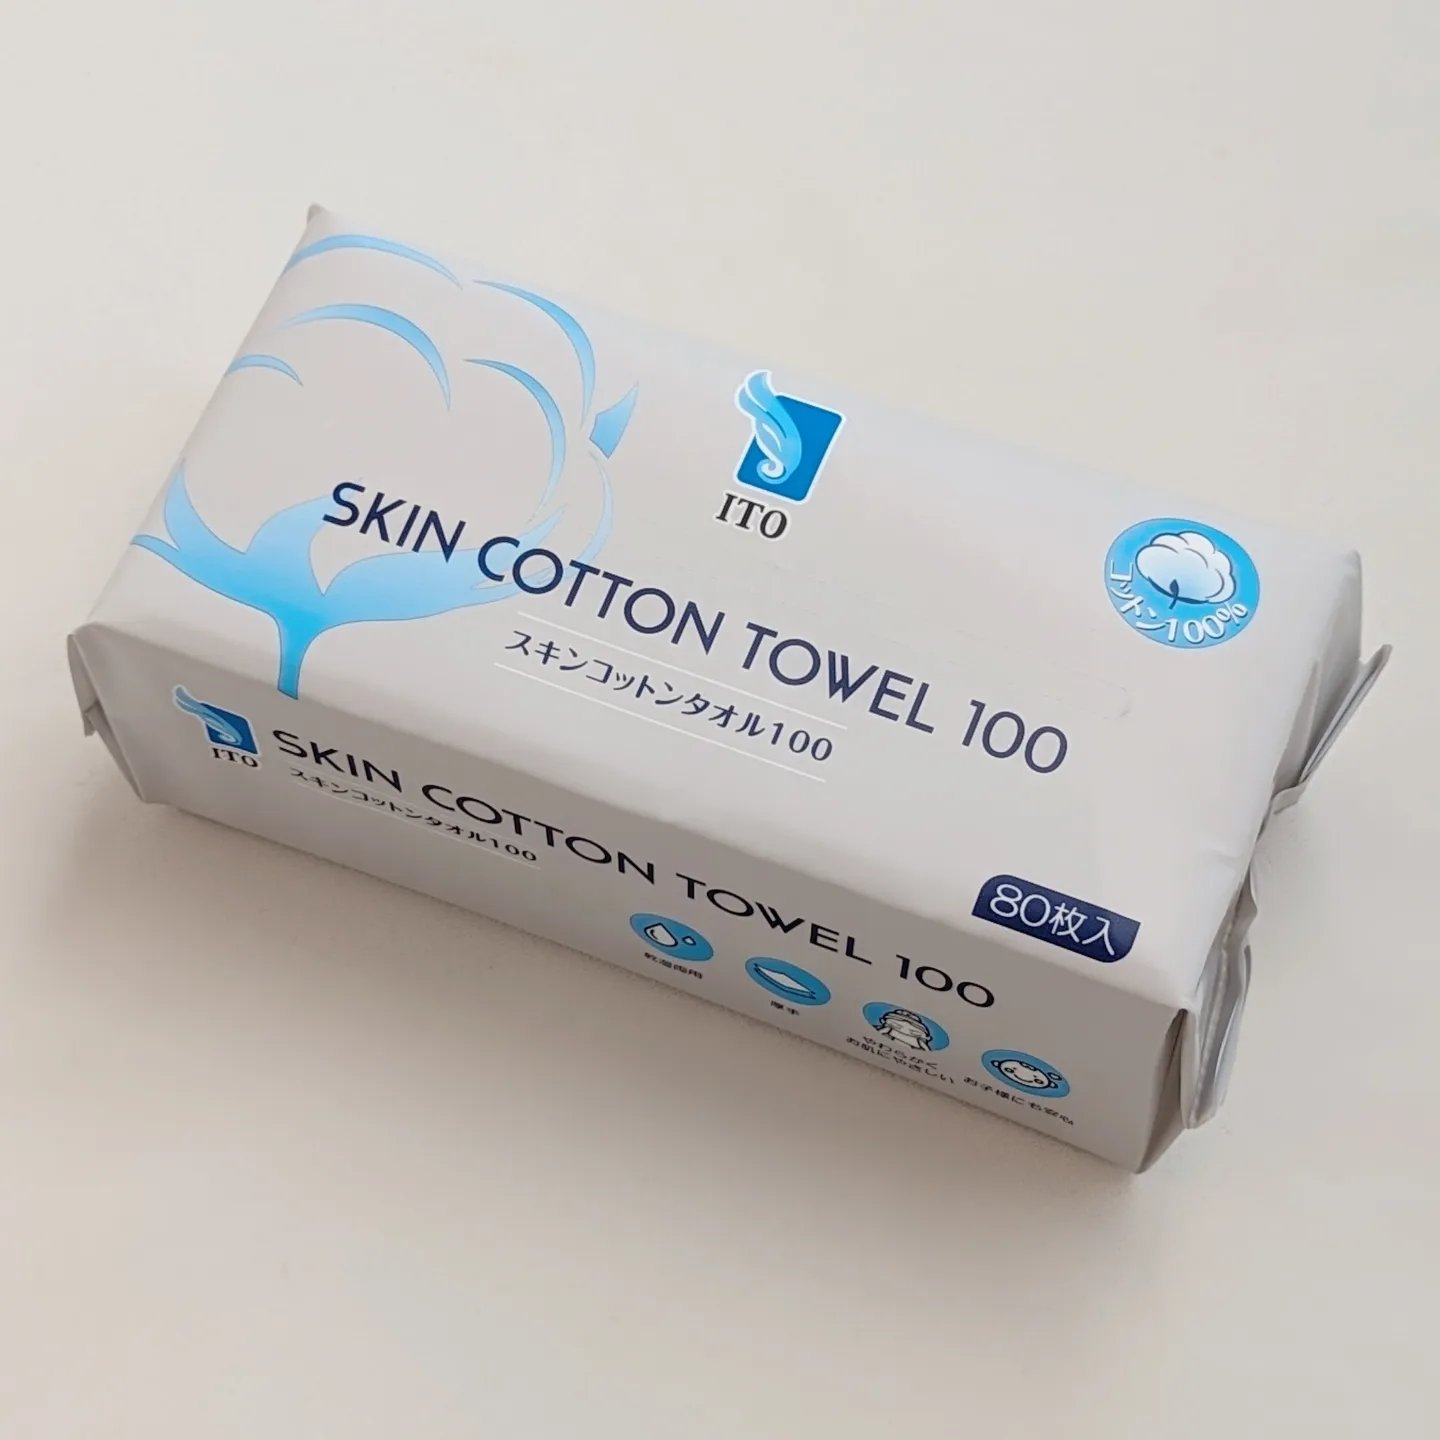 ITO
SKIN COTTON TOWEL 100
スキンコットンタオル100
コットン100%
80枚入
ITO
SKIN COTTON TOWEL 100
スキンコットンタオル100
乾湿両用
厚手
やわらかく
お肌にやさしい
お子様にも安心